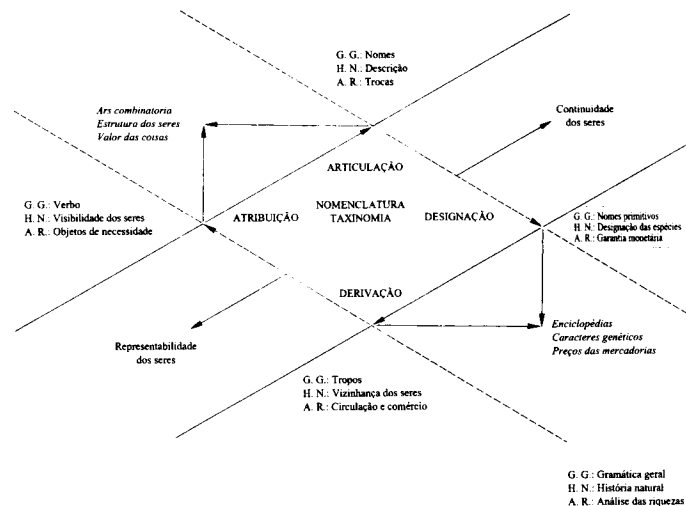 G. G.: Nomes
H. N.: Descrição
A. R.: Trocas
Ars combinatoria
Estrutura dos seres
Valor das coisas
Continuidade
dos seres
ARTICULAÇÃO
G. G.: Verbo
H. N.: Visibilidade dos seres
A. R.: Objetos de necessidade
ATRIBUIÇÃO
NOMENCLATURA
TAXINOMIA
DESIGNAÇÃO
G. G.: Nomes primitivos
H. N.: Designação das espécies
A. R.: Garantia monetária
DERIVAÇÃO
Representabilidade
dos seres
Enciclopédias
Caracteres genéticos
Preços das mercadorias
G. G.: Tropos
H. N.: Vizinhança dos seres
A. R.: Circulação e comércio
G. G.: Gramática geral
H. N.: História natural
A. R.: Análise das riquezas